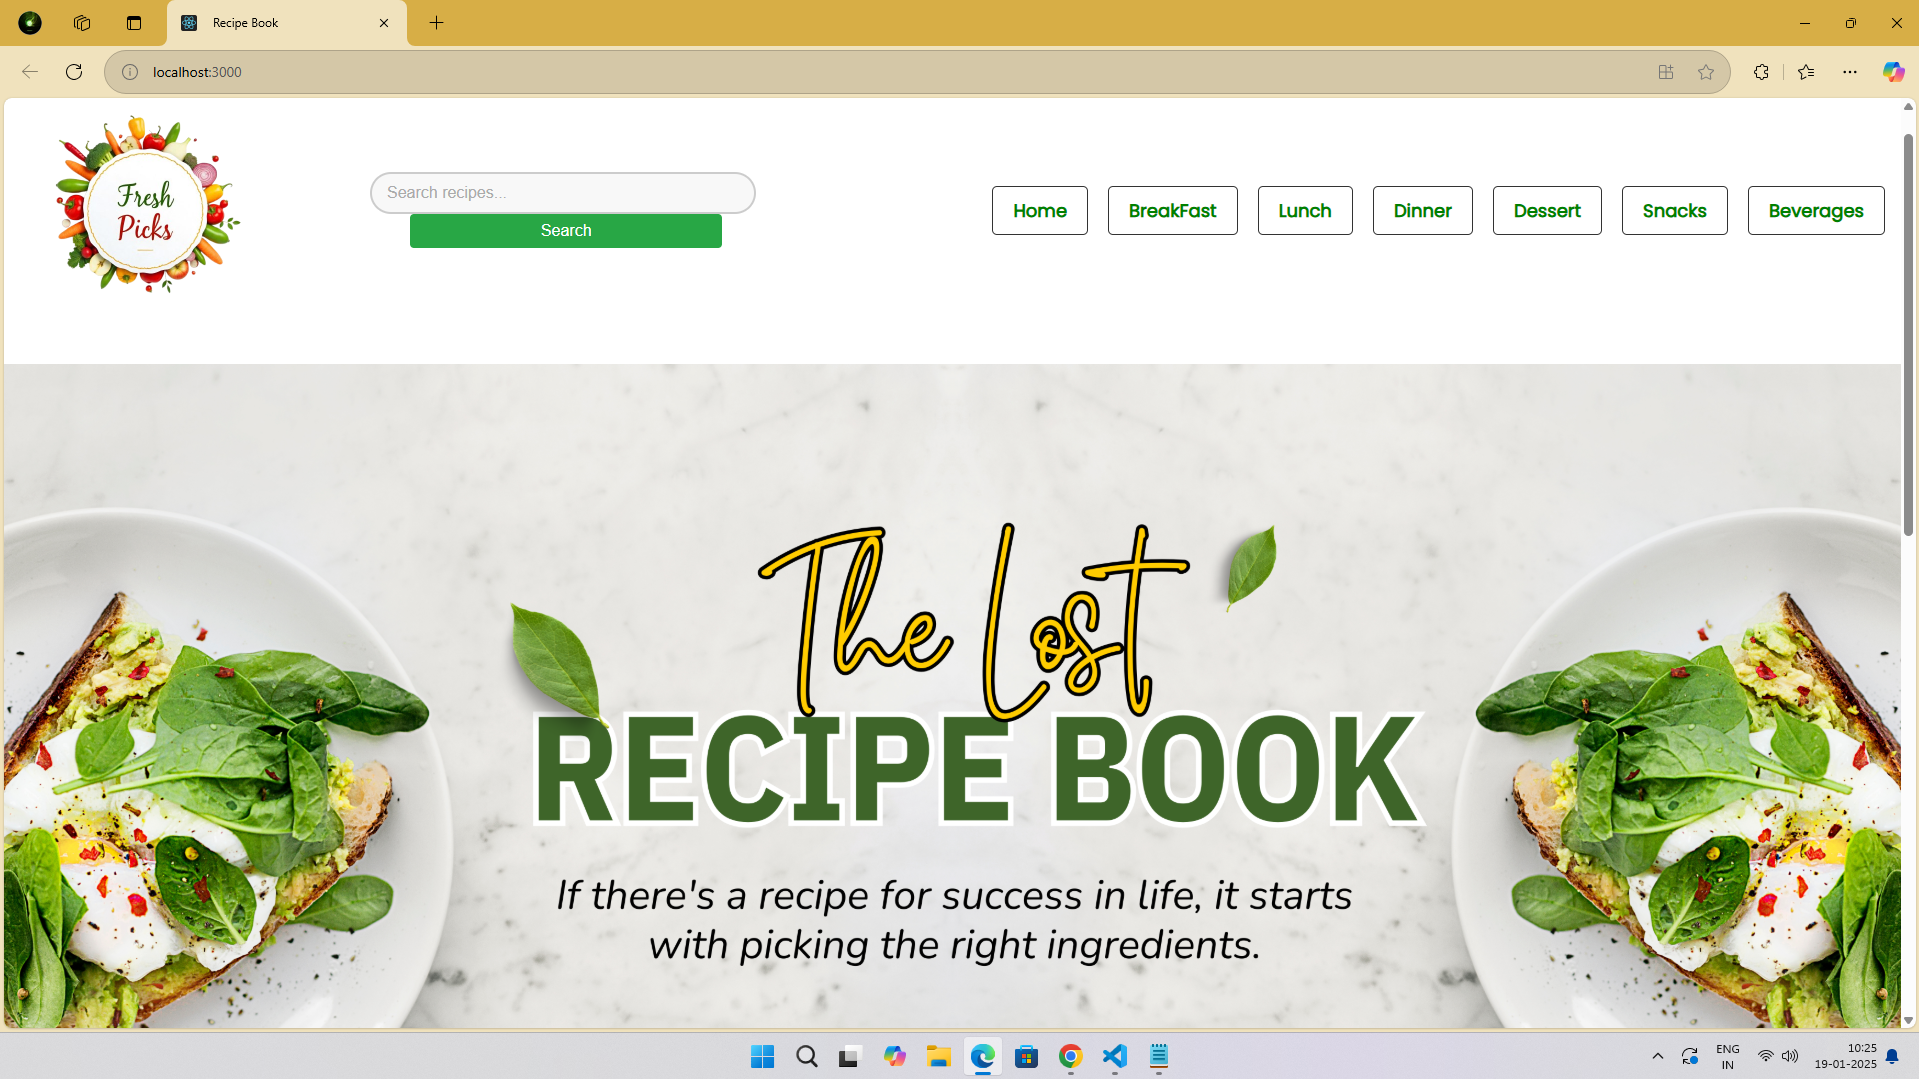 Recipe Book
localhost:3000
Fresh
Picks
Search recipes...
Search
Home
BreakFast
Lunch
Dinner
Dessert
Snacks
Beverages
The Lost
RECIPE BOOK
If there's a recipe for success in life, it starts
with picking the right ingredients.
ENG
IN
10:25
19-01-2025